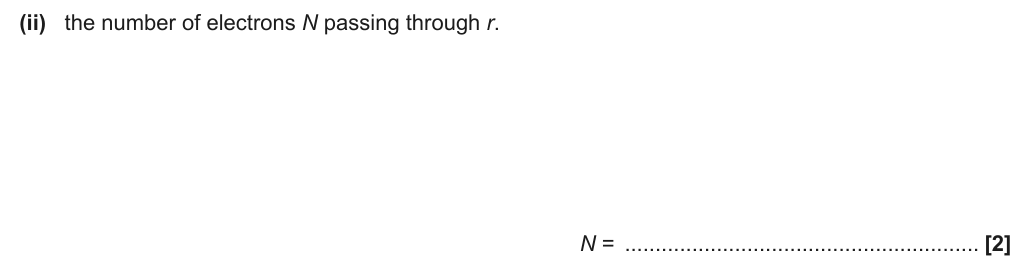 (ii) the number of electrons N passing through r.
N = .......................................................... [2]